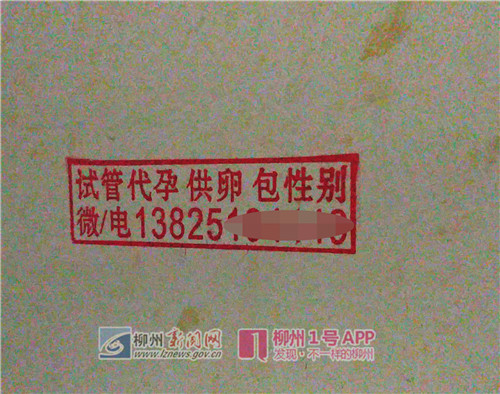 试管代孕 供卵 包性别
微/电13825
柳州新闻网
www.lznews.gov.cn
柳州1号APP
发现·不一样的柳州